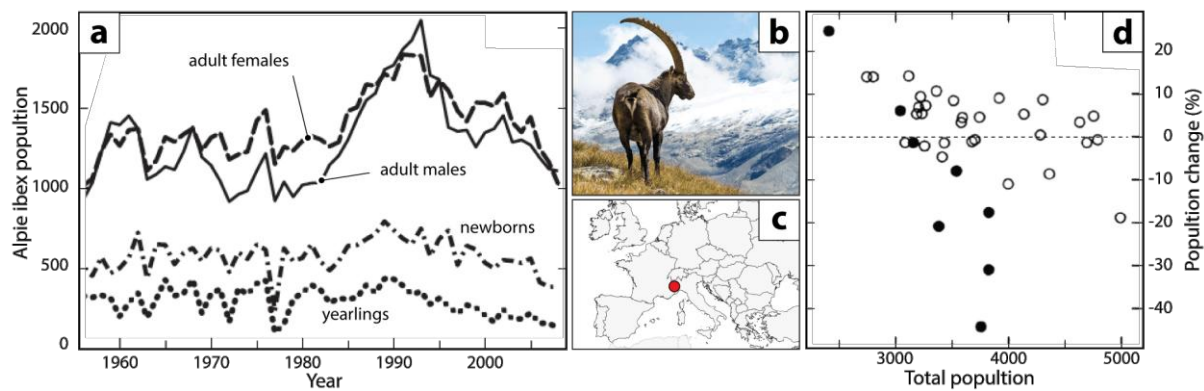 a
Alpie ibex popultion
2000
1500
1000
500
0
adult females
adult males
newborns
yearlings
1960
1970
1980
1990
2000
Year
b
c
d
20
10
0
-10
-20
-30
-40
Population change (%)
3000
4000
5000
Total popultion